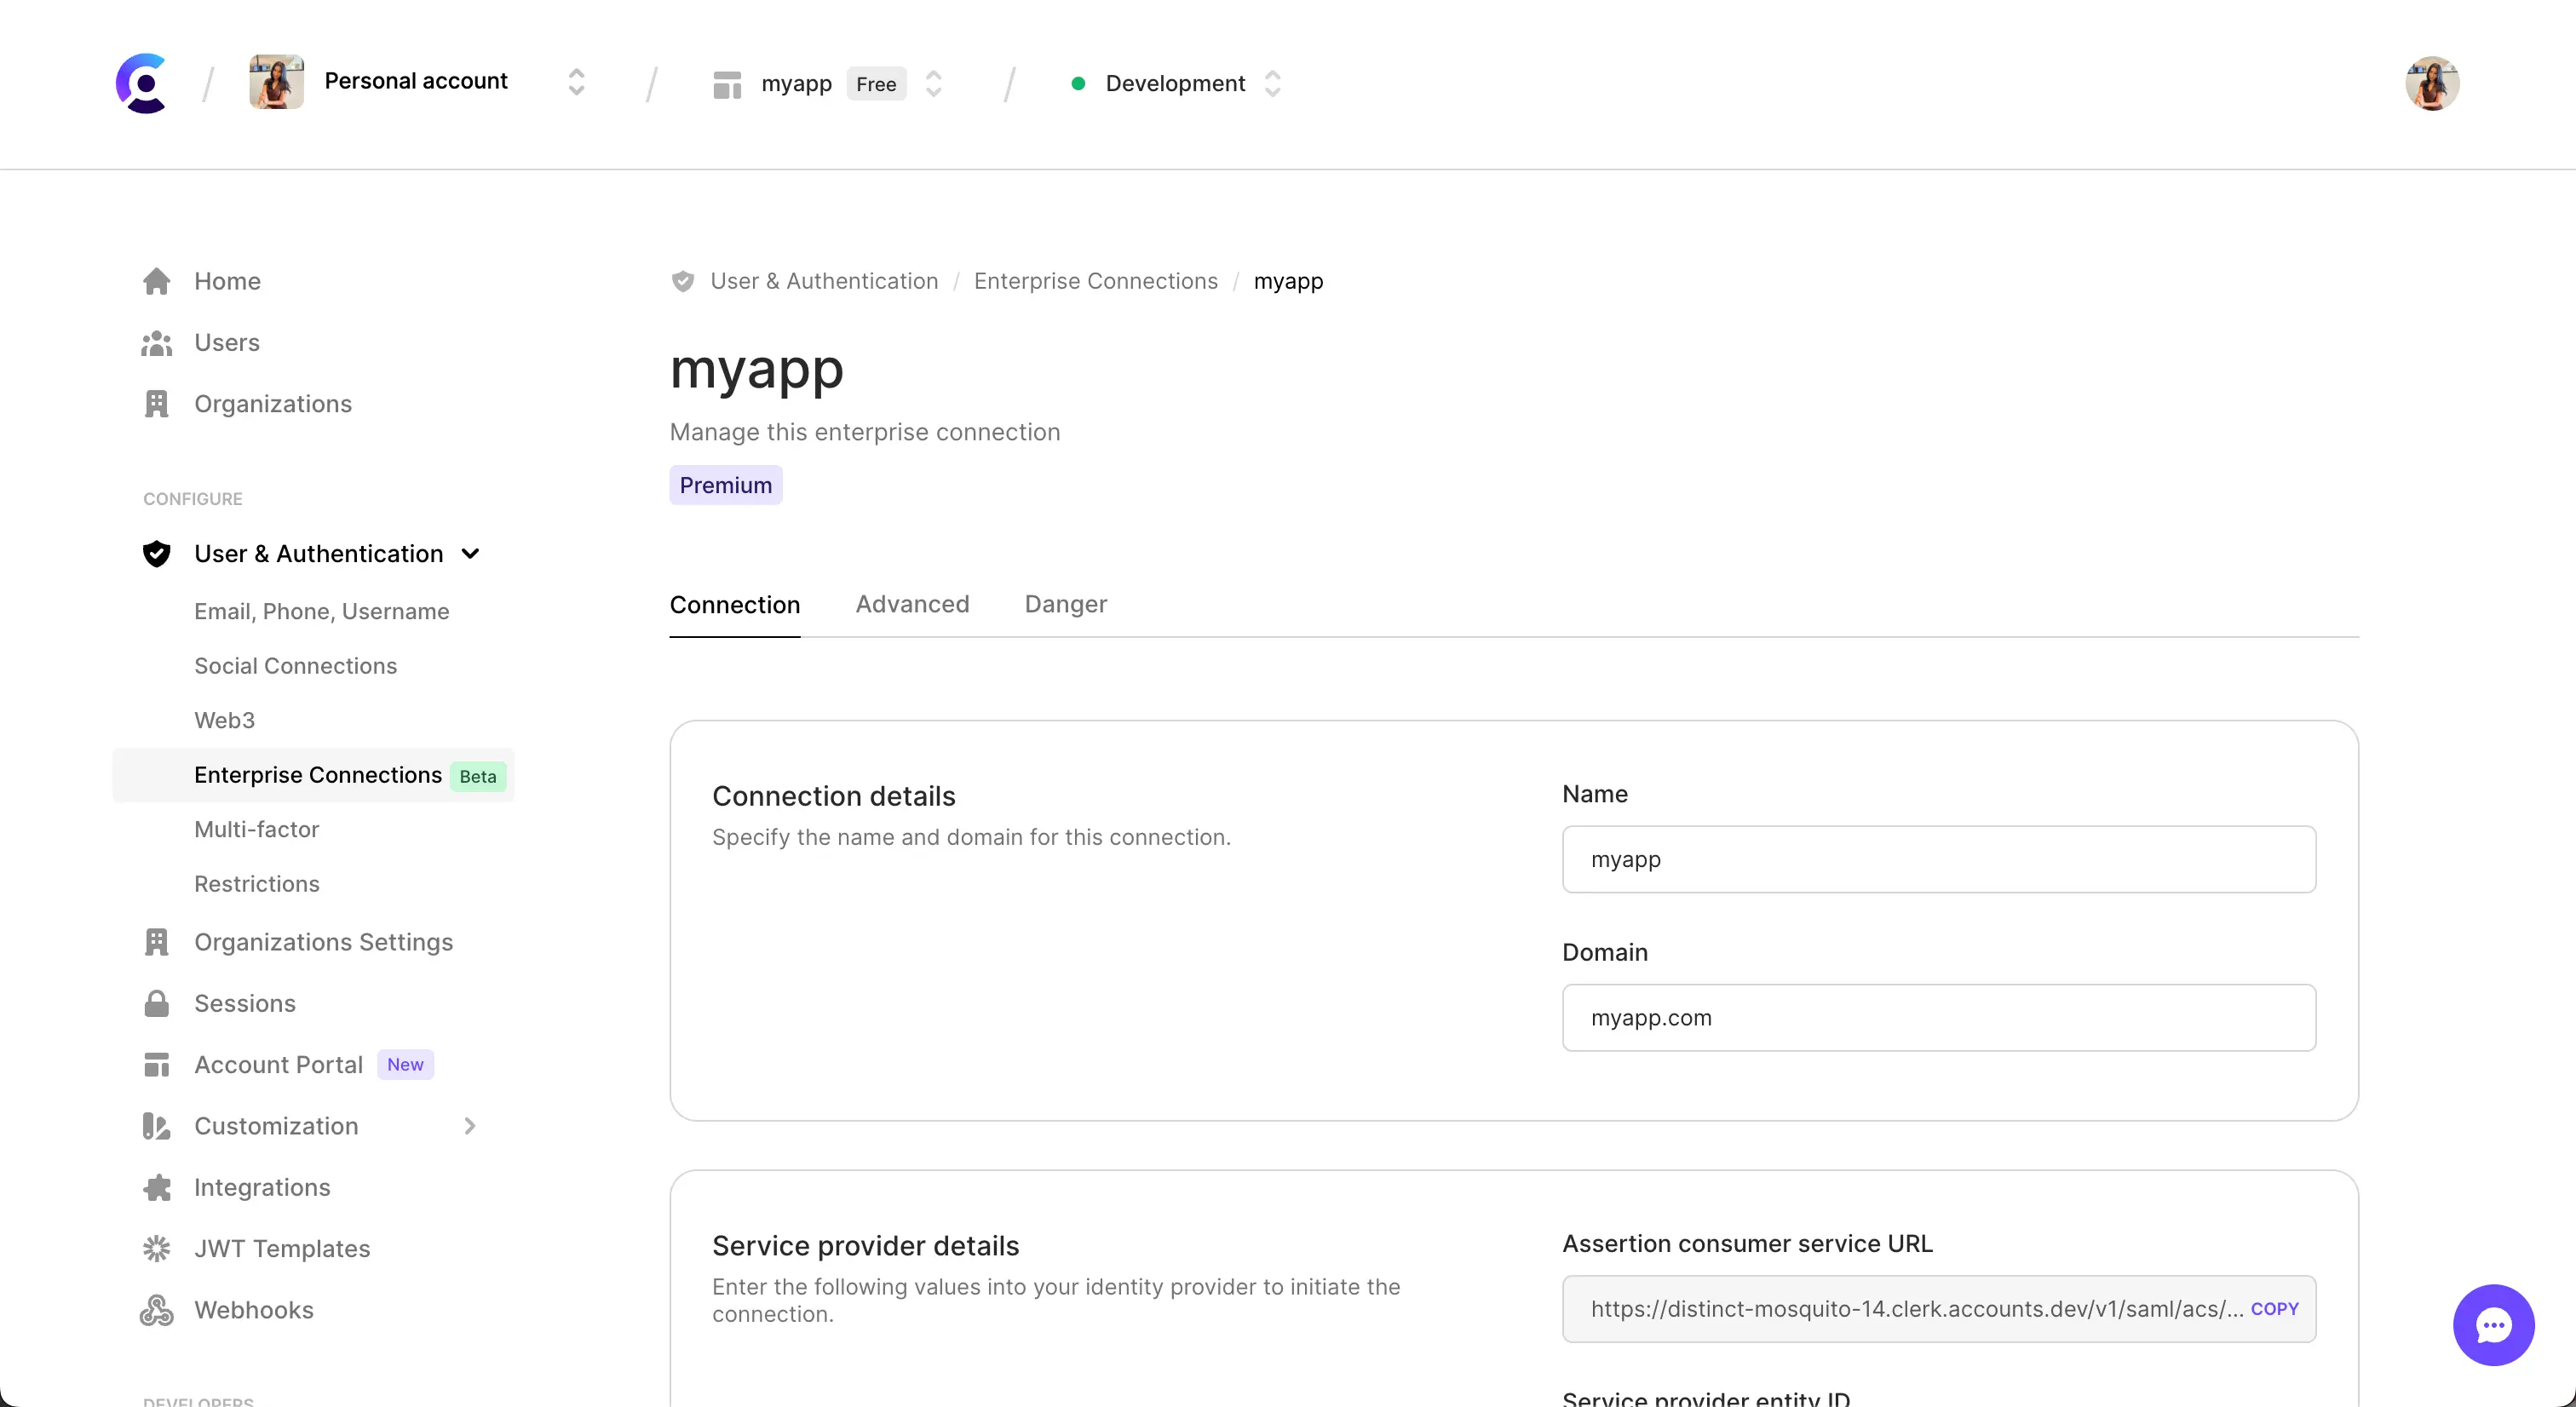 Personal account
myapp Free
Development
Home
Users
Organizations
CONFIGURE
User & Authentication
Email, Phone, Username
Social Connections
Web3
Enterprise Connections Beta
Multi-factor
Restrictions
Organizations Settings
Sessions
Account Portal New
Customization
Integrations
JWT Templates
Webhooks
DEVELOPERS
User & Authentication / Enterprise Connections / myapp
myapp
Manage this enterprise connection
Premium
Connection Advanced Danger
Connection details
Specify the name and domain for this connection.
Name
myapp
Domain
myapp.com
Service provider details
Enter the following values into your identity provider to initiate the
connection.
Assertion consumer service URL
https://distinct-mosquito-14.clerk.accounts.dev/v1/saml/acs/... COPY
Service provider entity ID